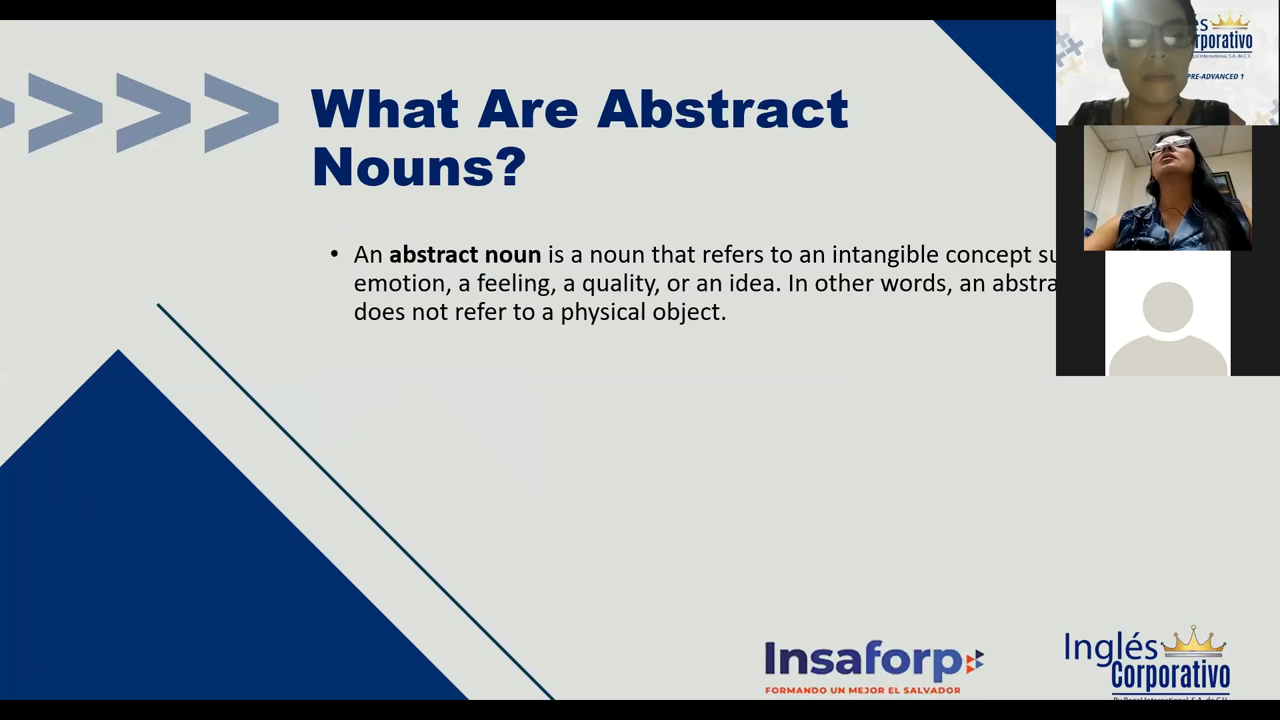 What Are Abstract
Nouns?
• An abstract noun is a noun that refers to an intangible concept
emotion, a feeling, a quality, or an idea. In other words, an
does not refer to a physical object.
PRE-ADVANCED 1
Insaforp
FORMANDO UN MEJOR EL SALVADOR
Inglés
Corporativo